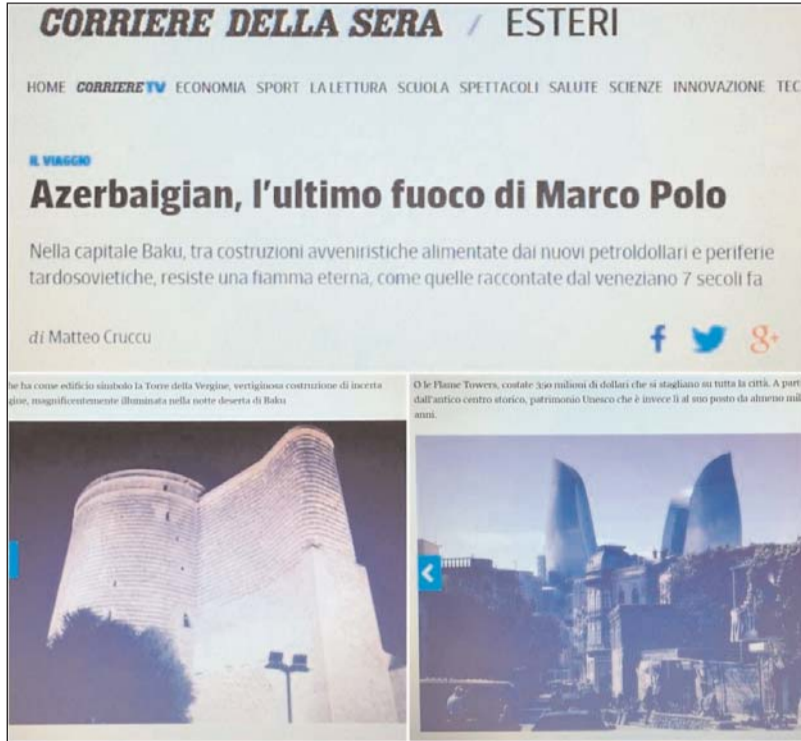 CORRIERE DELLA SERA / ESTERI
HOME CORRIERETV ECONOMIA SPORT LA LETTURA SCUOLA SPETTACOLI SALUTE SCIENZE INNOVAZIONE TEC
IL VIAGGIO
Azerbaigian, l'ultimo fuoco di Marco Polo
Nella capitale Baku, tra costruzioni avveniristiche alimentate dai nuovi petroldollari e periferie
tardosovietiche, resiste una fiamma eterna, come quelle raccontate dal veneziano 7 secoli fa
di Matteo Cruccu
f 8+
he ha come edificio simbolo la Torre della Vergine, vertiginosa costruzione di incerta
gine, magnificentemente illuminata nella notte deserta di Baku
O le Flame Towers, costate 350 milioni di dollari che si stagliano su tutta la città. A part
dall'antico centro storico, patrimonio Unesco che è invece lì al suo posto da almeno mil
anni.